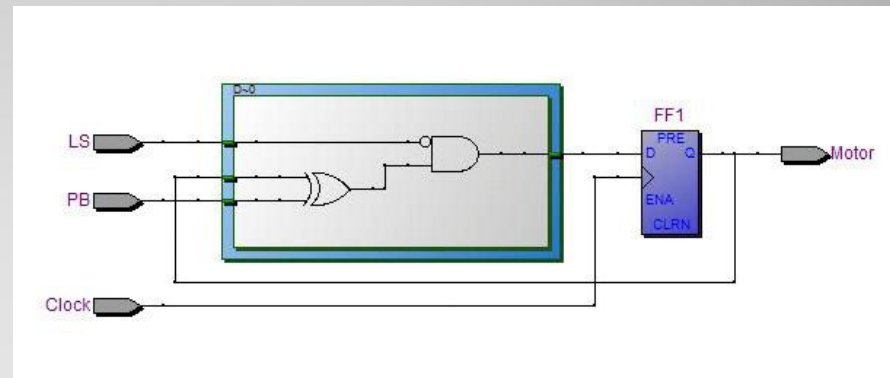 D~0
FF1
LS
PRE
D Q
Motor
PB
ENA
CLRN
Clock